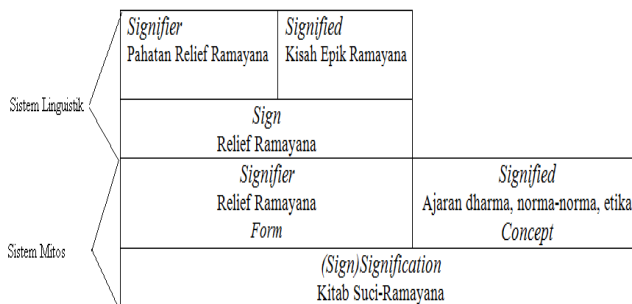 Signifier
Pahatan Relief Ramayana
Signified
Kisah Epik Ramayana
Sistem Linguistik
Sign
Relief Ramayana
Signifier
Relief Ramayana
Form
Signified
Ajaran dharma, norma-norma, etika
Concept
Sistem Mitos
(Sign)Signification
Kitab Suci-Ramayana